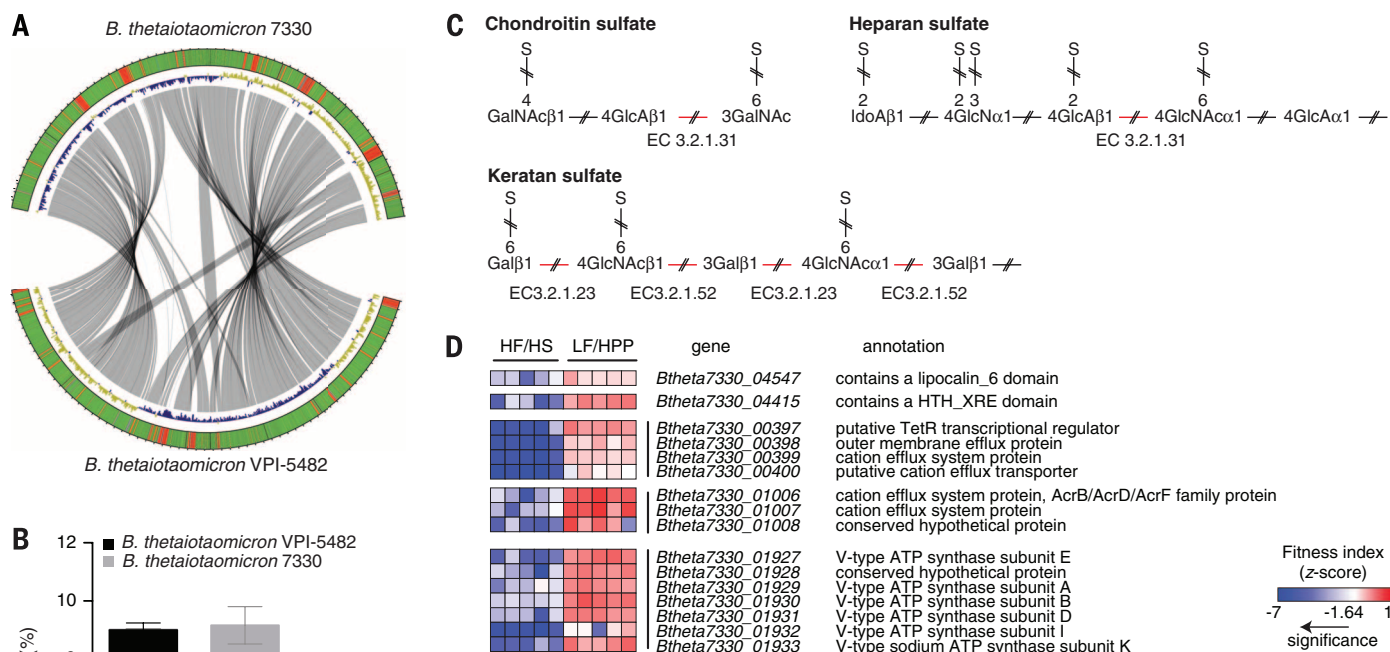 A
B. thetaiotaomicron 7330
B. thetaiotaomicron VPI-5482
B
12
10
B. thetaiotaomicron VPI-5482
B. thetaiotaomicron 7330
(%)
C
Chondroitin sulfate
S
S
4
6
GalNAcβ1
4GlcAβ1
3GalNAc
EC 3.2.1.31
Heparan sulfate
S
S S
S
S
2
2 3
2
6
IdoAβ1
4GlcNα1
4GlcAβ1
4GlcNAcα1
4GlcAα1
EC 3.2.1.31
Keratan sulfate
S
S
S
6
6
6
Galβ1
4GlcNAcβ1
3Galβ1
4GlcNAcα1
3Galβ1
EC3.2.1.23
EC3.2.1.52
EC3.2.1.23
EC3.2.1.52
D
HF/HS LF/HPP gene annotation
Btheta7330_04547 contains a lipocalin_6 domain
Btheta7330_04415 contains a HTH_XRE domain
Btheta7330_00397 putative TetR transcriptional regulator
Btheta7330_00398 outer membrane efflux protein
Btheta7330_00399 cation efflux system protein
Btheta7330_00400 putative cation efflux transporter
Btheta7330_01006 cation efflux system protein, AcrB/AcrD/AcrF family protein
Btheta7330_01007 cation efflux system protein
Btheta7330_01008 conserved hypothetical protein
Btheta7330_01927 V-type ATP synthase subunit E
Btheta7330_01928 conserved hypothetical protein
Btheta7330_01929 V-type ATP synthase subunit A
Btheta7330_01930 V-type ATP synthase subunit B
Btheta7330_01931 V-type ATP synthase subunit D
Btheta7330_01932 V-type ATP synthase subunit I
Btheta7330_01933 V-type sodium ATP synthase subunit K
Fitness index
(z-score)
-7 -1.64 1
significance